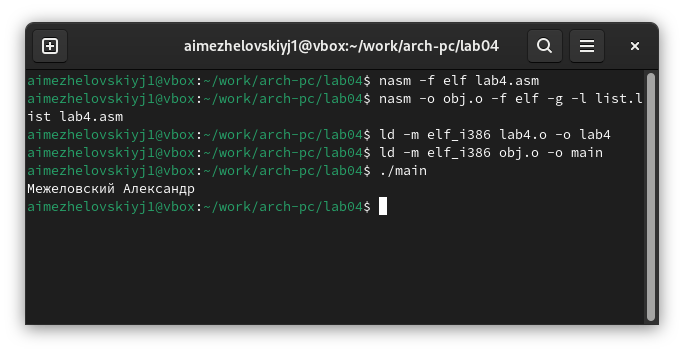 aimezhelovskiyj1@vbox:~/work/arch-pc/lab04
aimezhelovskiyj1@vbox:~/work/arch-pc/lab04$ nasm -f elf lab4.asm
aimezhelovskiyj1@vbox:~/work/arch-pc/lab04$ nasm -o obj.o -f elf -g -l list.l
ist lab4.asm
aimezhelovskiyj1@vbox:~/work/arch-pc/lab04$ ld -m elf_i386 lab4.o -o lab4
aimezhelovskiyj1@vbox:~/work/arch-pc/lab04$ ld -m elf_i386 obj.o -o main
aimezhelovskiyj1@vbox:~/work/arch-pc/lab04$ ./main
Межеловский Александр
aimezhelovskiyj1@vbox:~/work/arch-pc/lab04$